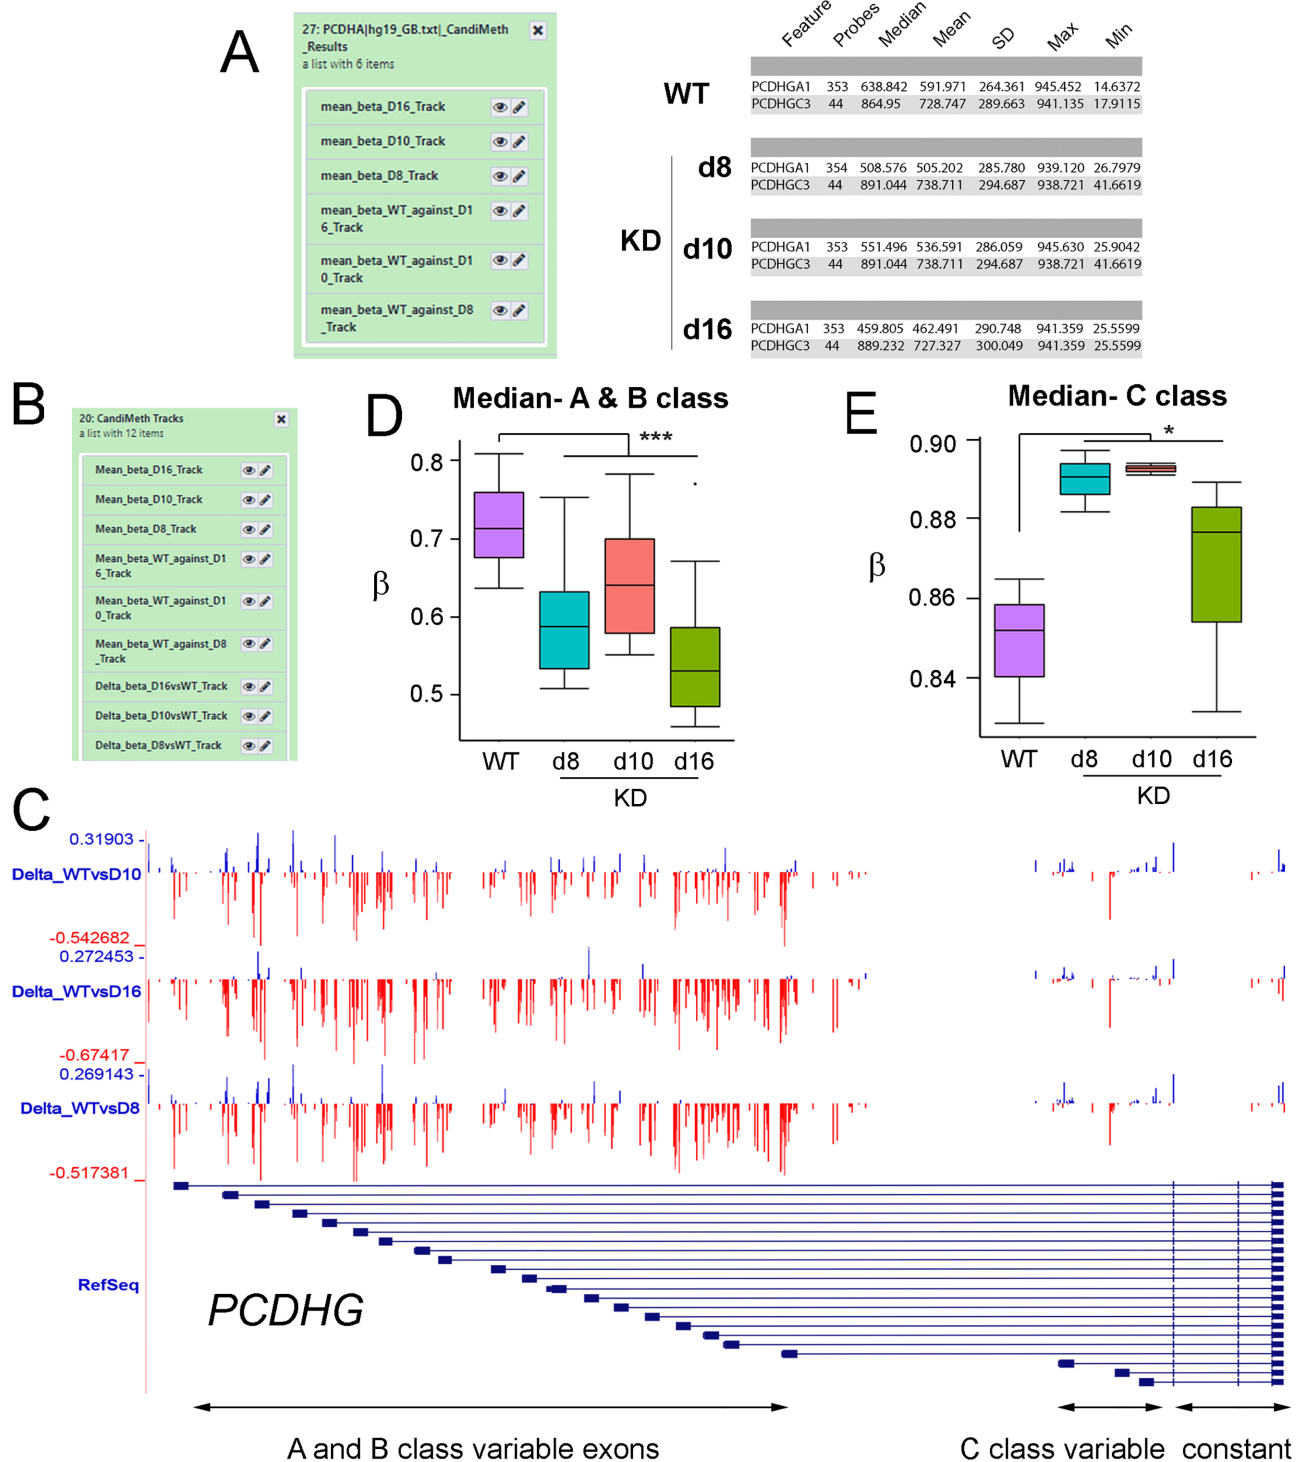 A
27: PCDHA|hg19_GB.txt|_CandiMeth
_Results
a list with 6 items
mean_beta_D16_Track
mean_beta_D10_Track
mean_beta_D8_Track
mean_beta_WT_against_D1
6_Track
mean_beta_WT_against_D1
0_Track
mean_beta_WT_against_D8
_Track
Feature Probes Median Mean SD Max Min
WT
PCDHGA1 353 638.842 591.971 264.361 945.452 14.6372
PCDHGC3 44 864.95 728.747 289.663 941.135 17.9115
KD
d8
PCDHGA1 354 508.576 505.202 285.780 939.120 26.7979
PCDHGC3 44 891.044 738.711 294.687 938.721 41.6619
d10
PCDHGA1 353 551.496 536.591 286.059 945.630 25.9042
PCDHGC3 44 891.044 738.711 294.687 938.721 41.6619
d16
PCDHGA1 353 459.805 462.491 290.748 941.359 25.5599
PCDHGC3 44 889.232 727.327 300.049 941.359 25.5599
B
20: CandiMeth Tracks
a list with 12 items
Mean_beta_D16_Track
Mean_beta_D10_Track
Mean_beta_D8_Track
Mean_beta_WT_against_D1
6_Track
Mean_beta_WT_against_D1
0_Track
Mean_beta_WT_against_D8
_Track
Delta_beta_D16vsWT_Track
Delta_beta_D10vsWT_Track
Delta_beta_D8vsWT_Track
D
Median- A & B class
***
0.8
0.7
β
0.6
0.5
WT d8 d10 d16
KD
E
Median- C class
*
0.90
0.88
β
0.86
0.84
WT d8 d10 d16
KD
C
0.31903 -
Delta_WTvsD10
-0.542682 _
0.272453 -
Delta_WTvsD16
-0.67417 _
0.269143 -
Delta_WTvsD8
-0.517381 _
RefSeq
PCDHG
A and B class variable exons
C class variable
constant